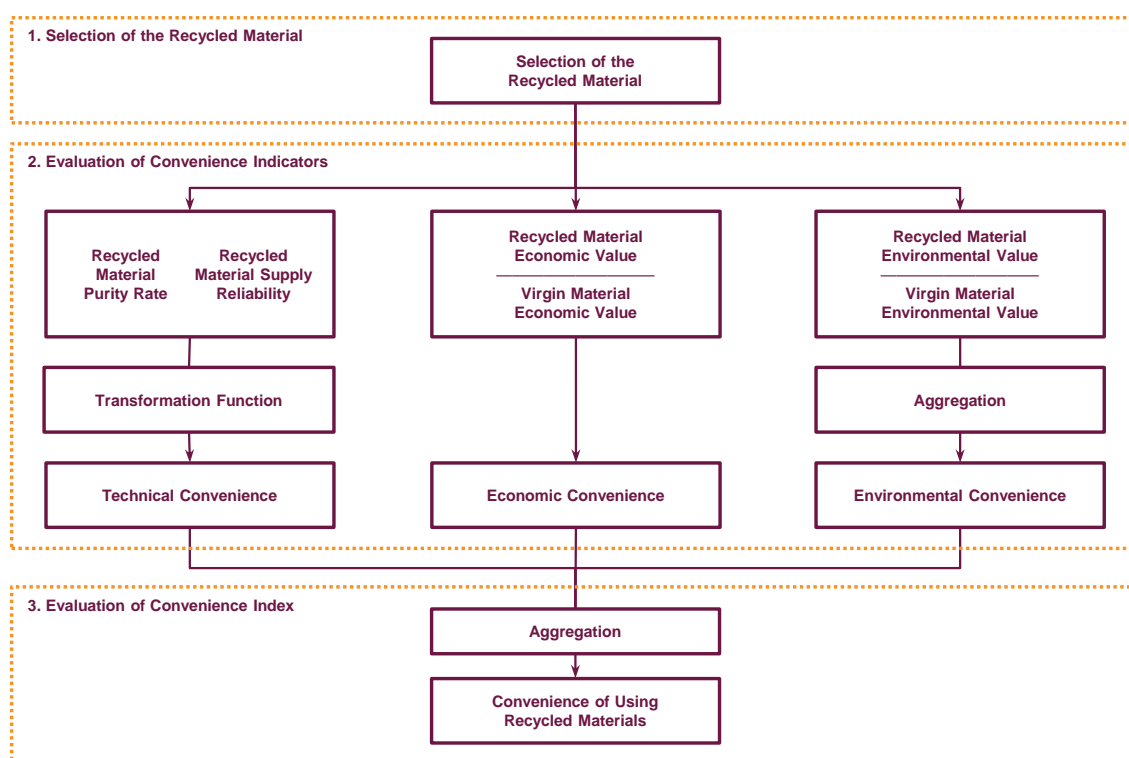 1. Selection of the Recycled Material
Selection of the
Recycled Material
2. Evaluation of Convenience Indicators
Recycled
Material
Purity Rate
Recycled
Material Supply
Reliability
Recycled Material
Economic Value
Virgin Material
Economic Value
Recycled Material
Environmental Value
Virgin Material
Environmental Value
Transformation Function
Aggregation
Technical Convenience
Economic Convenience
Environmental Convenience
3. Evaluation of Convenience Index
Aggregation
Convenience of Using
Recycled Materials